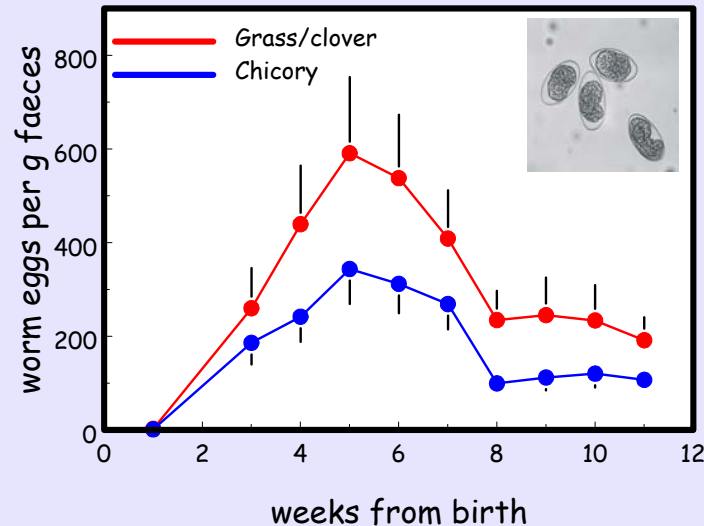 Grass/clover
Chicory
800
600
400
200
0
0 2 4 6 8 10 12
worm eggs per g faeces
weeks from birth